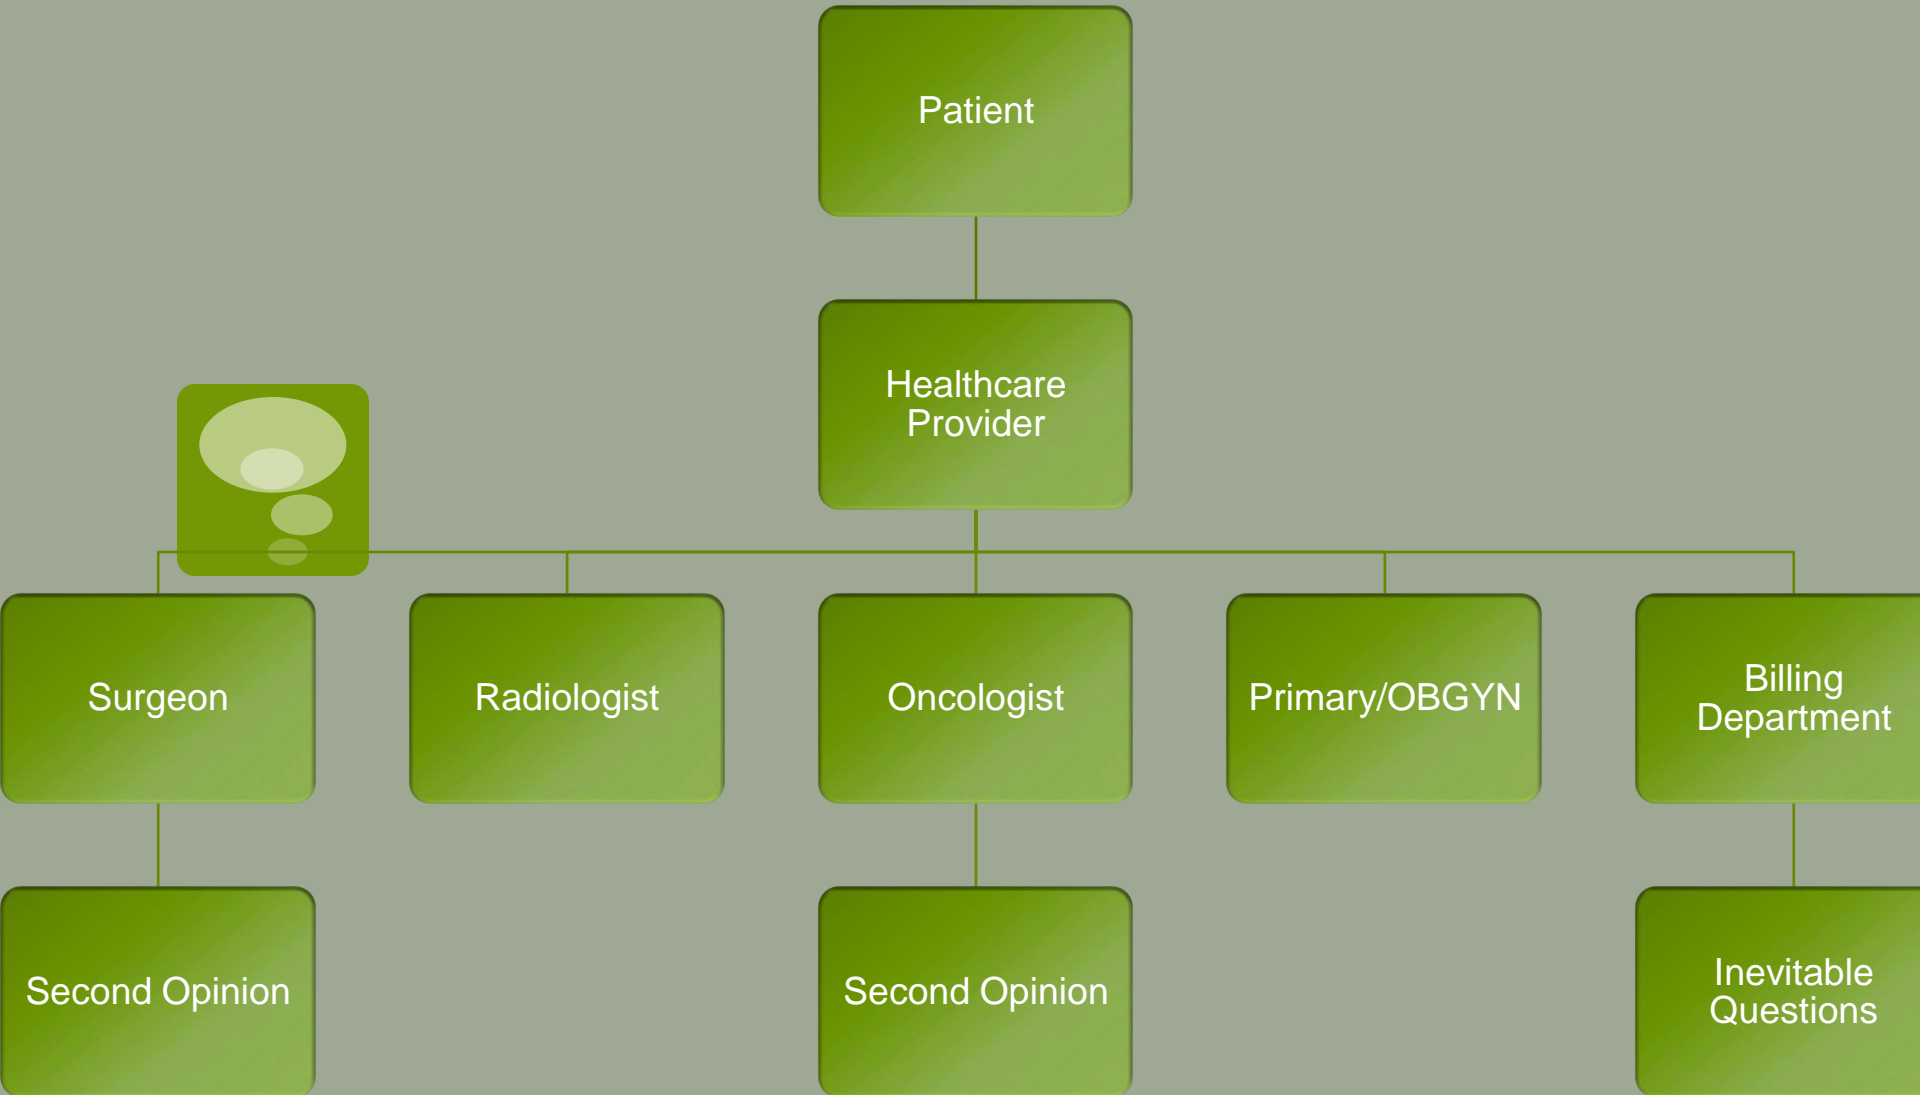 Patient
Healthcare
Provider
Surgeon
Radiologist
Oncologist
Primary/OBGYN
Billing
Department
Second Opinion
Second Opinion
Inevitable
Questions